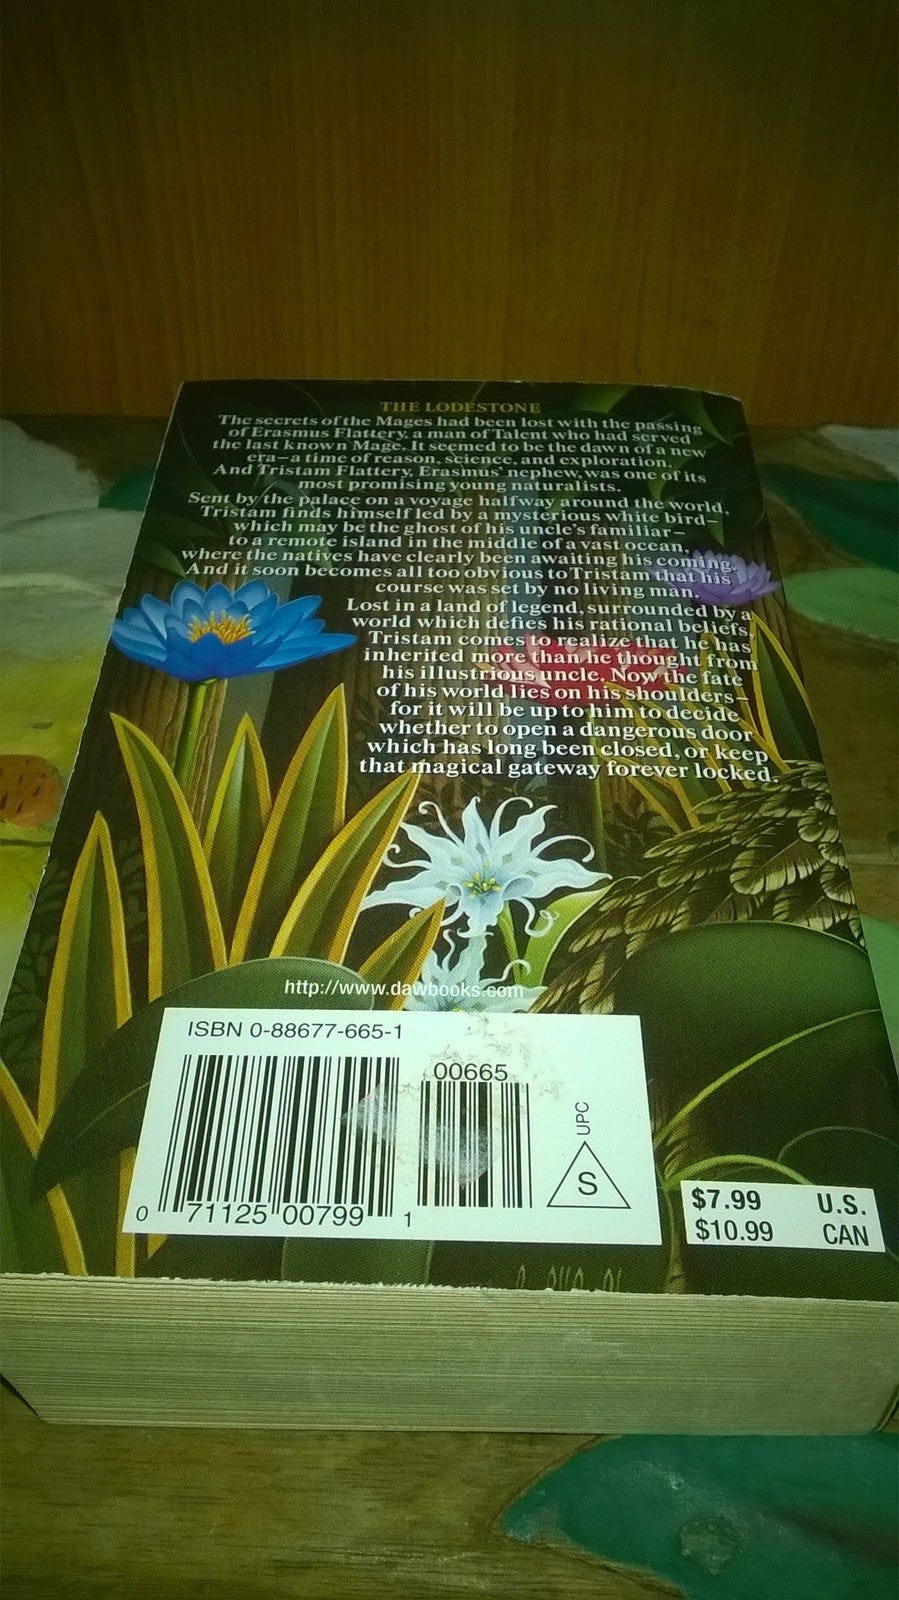 THE LODESTONE
The secrets of the Mages had been lost with the passing
of Erasmus Flattery, a man of Talent who had served
the last known Mage. It seemed to be the dawn of a new
era—a time of reason, science, and exploration.
And Tristam Flattery, Erasmus' nephew, was one of its
most promising young naturalists.
Sent by the palace on a voyage halfway around the world,
Tristam finds himself led by a mysterious white bird—
which may be the ghost of his uncle's familiar—
to a remote island in the middle of a vast ocean,
where the natives have clearly been awaiting his coming.
And it soon becomes all too obvious to Tristam that his
course was set by no living man.
Lost in a land of legend, surrounded by a
world which defies his rational beliefs,
Tristam comes to realize that he has
inherited more than he thought from
his illustrious uncle. Now the fate
of his world lies on his shoulders—
for it will be up to him to decide
whether to open a dangerous door
which has long been closed, or keep
that magical gateway forever locked.
http://www.dawbooks.com
ISBN 0-88677-665-1
00665
UPC
S
0 71125 00799 1
$7.99 U.S.
$10.99 CAN